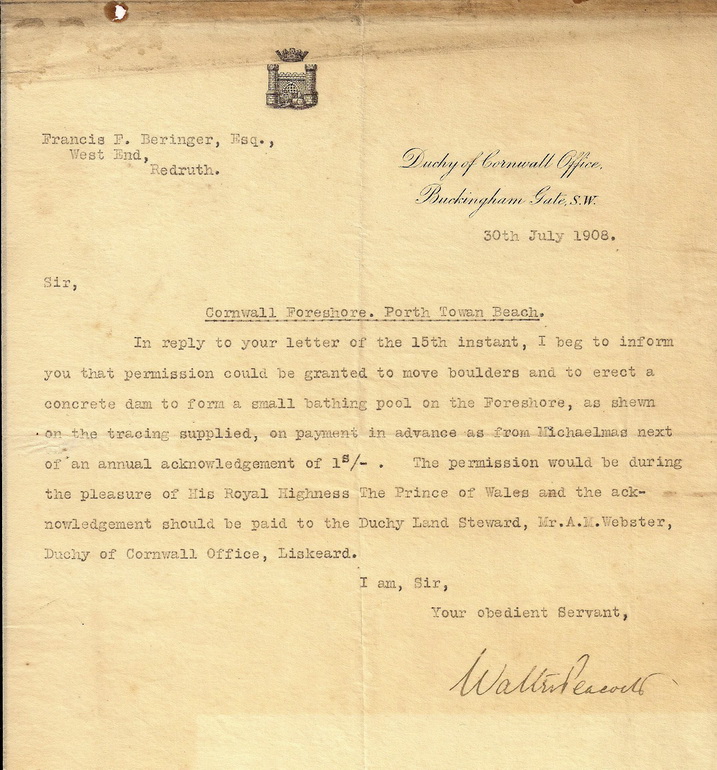 Francis F. Beringer, Esq.,
West End,
Redruth.
Duchy of Cornwall Office,
Buckingham Gate, S.W.
30th July 1908.
Sir,
Cornwall Foreshore. Porth Towan Beach.
In reply to your letter of the 15th instant, I beg to inform
you that permission could be granted to move boulders and to erect a
concrete dam to form a small bathing pool on the Foreshore, as shewn
on the tracing supplied, on payment in advance as from Michaelmas next
of an annual acknowledgement of 1s/- . The permission would be during
the pleasure of His Royal Highness The Prince of Wales and the ack-
nowledgement should be paid to the Duchy Land Steward, Mr.A.M.Webster,
Duchy of Cornwall Office, Liskeard.
I am, Sir,
Your obedient Servant,
Walter Peacock